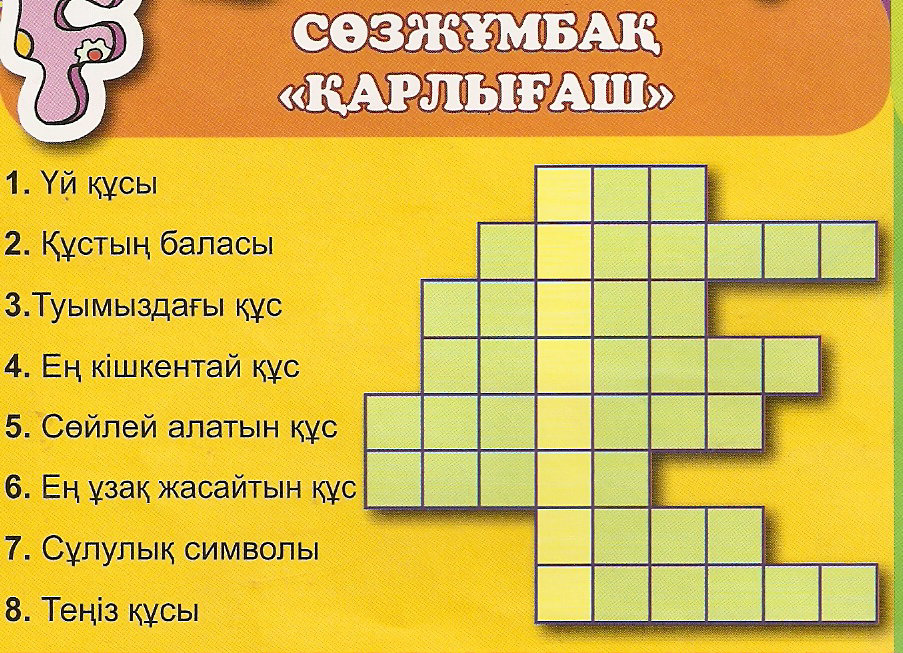 СӨЗЖҰМБАҚ
«ҚАРЛЫҒАШ»
1. Үй құсы
2. Құстың баласы
3.Туымыздағы құс
4. Ең кішкентай құс
5. Сөйлей алатын құс
6. Ең ұзақ жасайтын құс
7. Сұлулық символы
8. Теңіз құсы